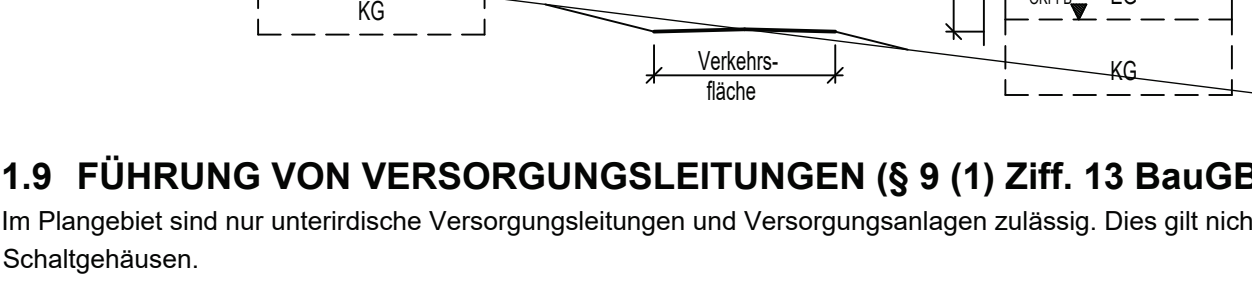 KG
EG
KG
Verkehrs-
fläche
1.9 FÜHRUNG VON VERSORGUNGSLEITUNGEN (§ 9 (1) Ziff. 13 BauGB
Im Plangebiet sind nur unterirdische Versorgungsleitungen und Versorgungsanlagen zulässig. Dies gilt nich
Schaltgehäusen.